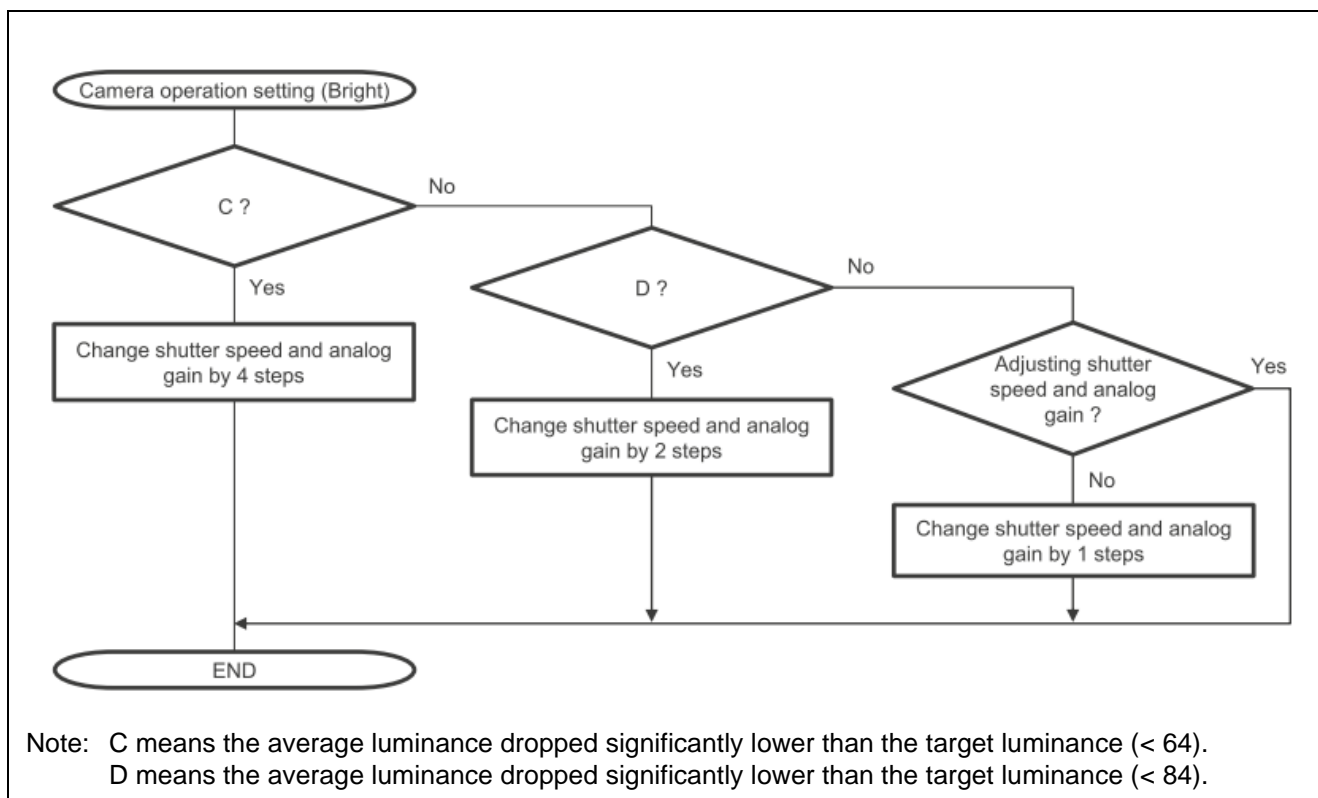 Camera operation setting (Bright)
C ?
No
Yes
Change shutter speed and analog
gain by 4 steps
D ?
No
Yes
Change shutter speed and analog
gain by 2 steps
Adjusting shutter
speed and analog
gain ?
Yes
No
Change shutter speed and analog
gain by 1 steps
END
Note: C means the average luminance dropped significantly lower than the target luminance (< 64).
D means the average luminance dropped significantly lower than the target luminance (< 84).